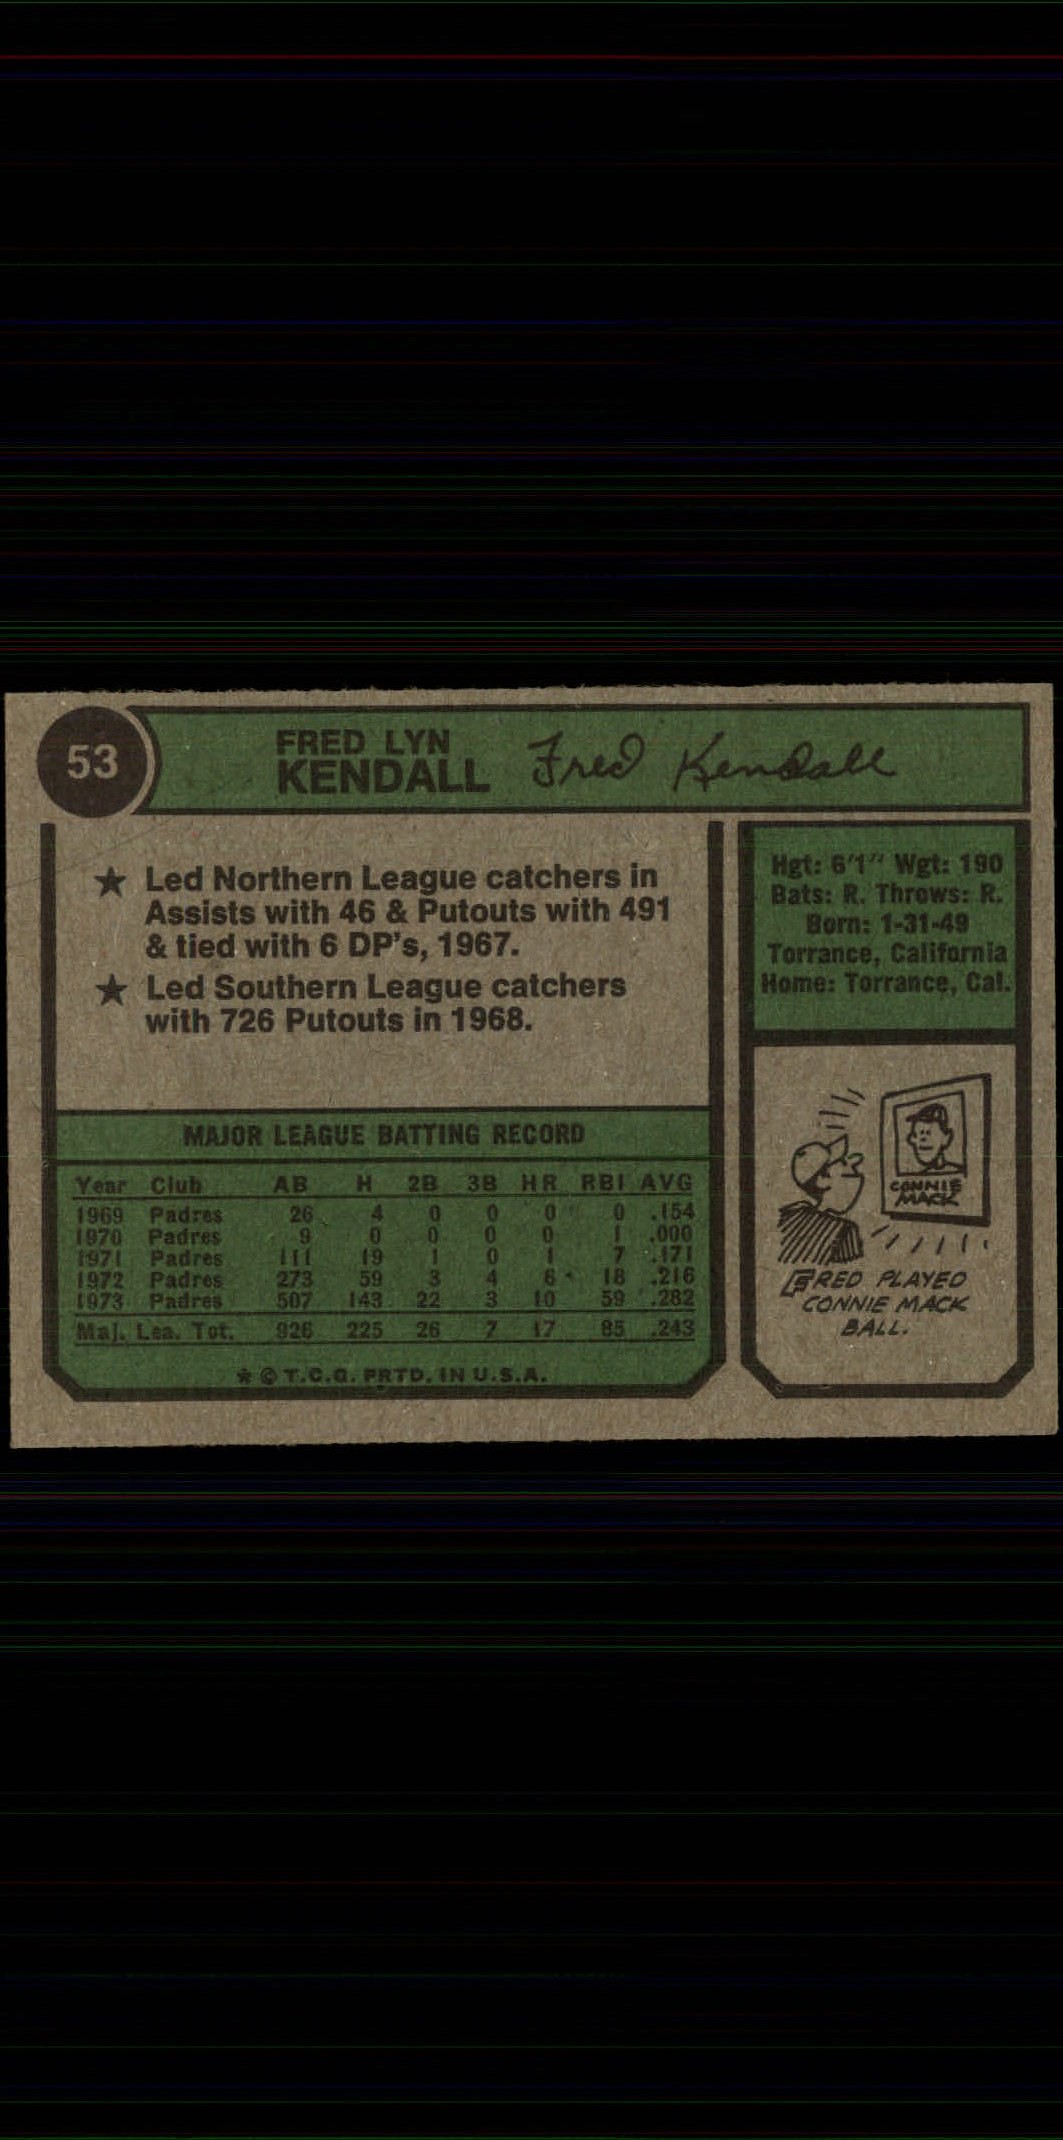 53
FRED LYN
KENDALL
Fred Kendall
★ Led Northern League catchers in
Assists with 46 & Putouts with 491
& tied with 6 DP's, 1967.
★ Led Southern League catchers
with 726 Putouts in 1968.
Hgt: 6'1" Wgt: 190
Bats: R. Throws: R.
Born: 1-31-49
Torrance, California
Home: Torrance, Cal.
MAJOR LEAGUE BATTING RECORD
Year Club AB H 2B 3B HR RBI AVG
1969 Padres 26 4 0 0 0 0 .154
1970 Padres 9 0 0 0 0 1 .000
1971 Padres 111 19 1 0 1 7 .171
1972 Padres 273 59 3 4 6 18 .216
1973 Padres 507 143 22 3 10 59 .282
Maj. Lea. Tot. 926 225 26 7 17 85 .243
* © T.C.G. PRTD. IN U.S.A.
CONNIE
MACK
FRED PLAYED
CONNIE MACK
BALL.